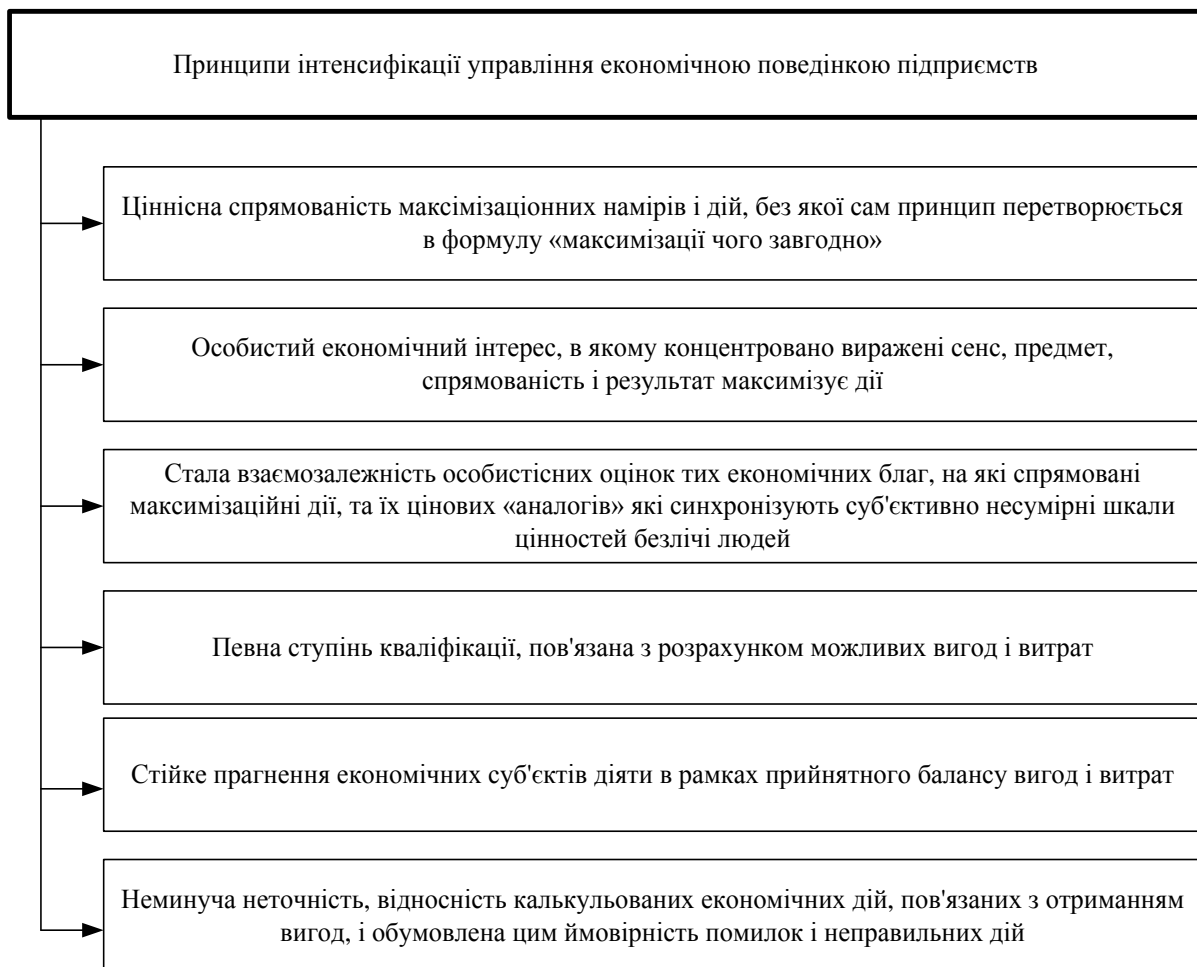 Принципи інтенсифікації управління економічною поведінкою підприємств
Ціннісна спрямованість максімізаціонних намірів і дій, без якої сам принцип перетворюється
в формулу «максимізації чого завгодно»
Особистий економічний інтерес, в якому концентровано виражені сенс, предмет,
спрямованість і результат максимізує дії
Стала взаємозалежність особистісних оцінок тих економічних благ, на які спрямовані
максимізаційні дії, та їх цінових «аналогів» які синхронізують суб'єктивно несумірні шкали
цінностей безлічі людей
Певна ступінь кваліфікації, пов'язана з розрахунком можливих вигод і витрат
Стійке прагнення економічних суб'єктів діяти в рамках прийнятного балансу вигод і витрат
Неминуча неточність, відносність калькульованих економічних дій, пов'язаних з отриманням
вигод, і обумовлена цим ймовірність помилок і неправильних дій